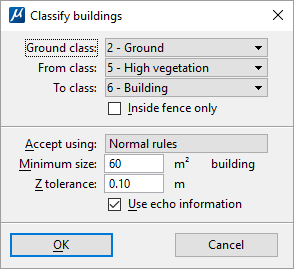 Classify buildings
Ground class: 2 - Ground
From class: 5 - High vegetation
To class: 6 - Building
Inside fence only
Accept using: Normal rules
Minimum size: 60 m² building
Z tolerance: 0.10 m
Use echo information
OK Cancel